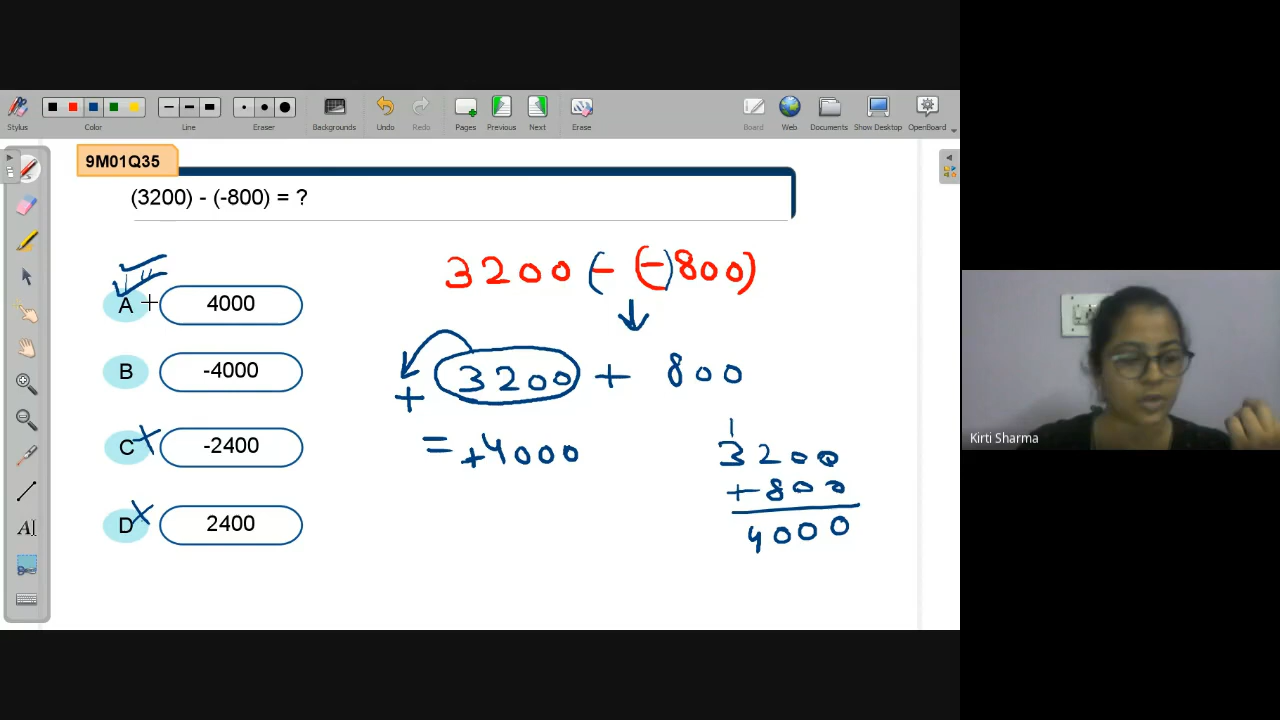 Stylus Color Line Eraser Backgrounds Undo Redo Pages Previous Next Erase Board Web Documents Show Desktop OpenBoard
9M01Q35
(3200) - (-800) = ?
3200 (- (-)800)
A 4000
3200 + 800
+
B -4000
= +4000
C -2400
D 2400
1
3200
+800
4000
Kirti Sharma